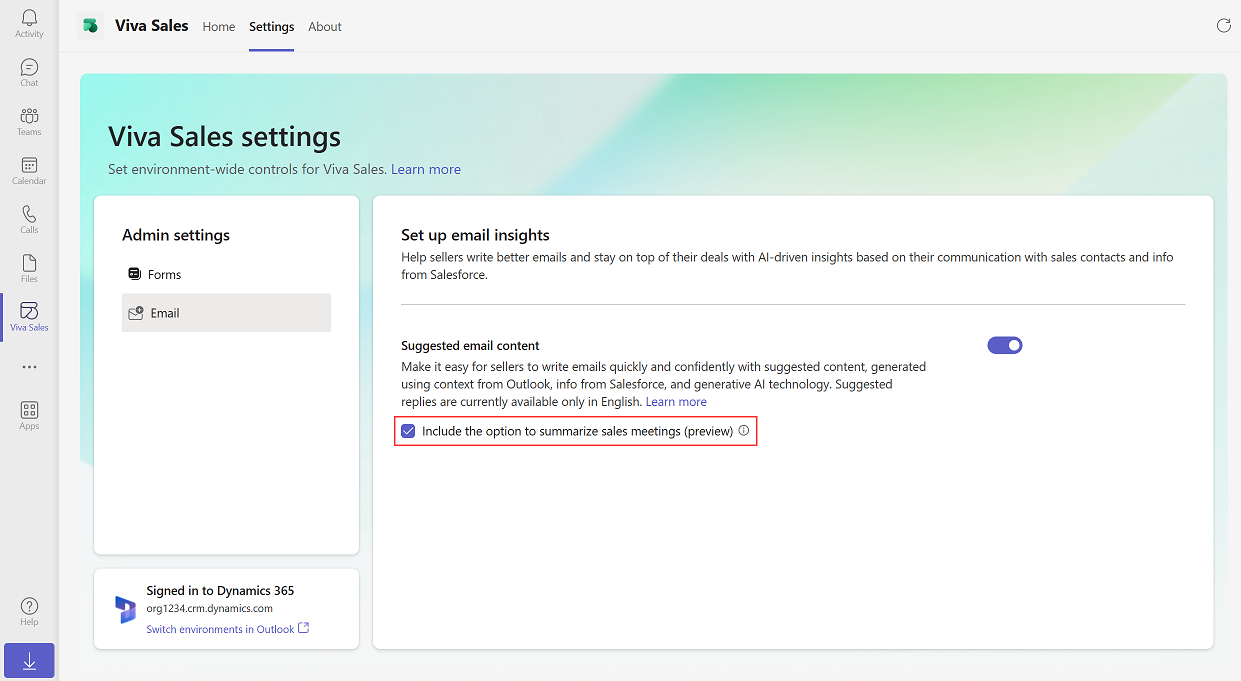 Activity
Chat
Teams
Calendar
Calls
Files
Viva Sales
Apps
Help
Viva Sales
Home
Settings
About
Viva Sales settings
Set environment-wide controls for Viva Sales. Learn more
Admin settings
Forms
Email
Signed in to Dynamics 365
org1234.crm.dynamics.com
Switch environments in Outlook
Set up email insights
Help sellers write better emails and stay on top of their deals with AI-driven insights based on their communication with sales contacts and info
from Salesforce.
Suggested email content
Make it easy for sellers to write emails quickly and confidently with suggested content, generated
using context from Outlook, info from Salesforce, and generative AI technology. Suggested
replies are currently available only in English. Learn more
Include the option to summarize sales meetings (preview)